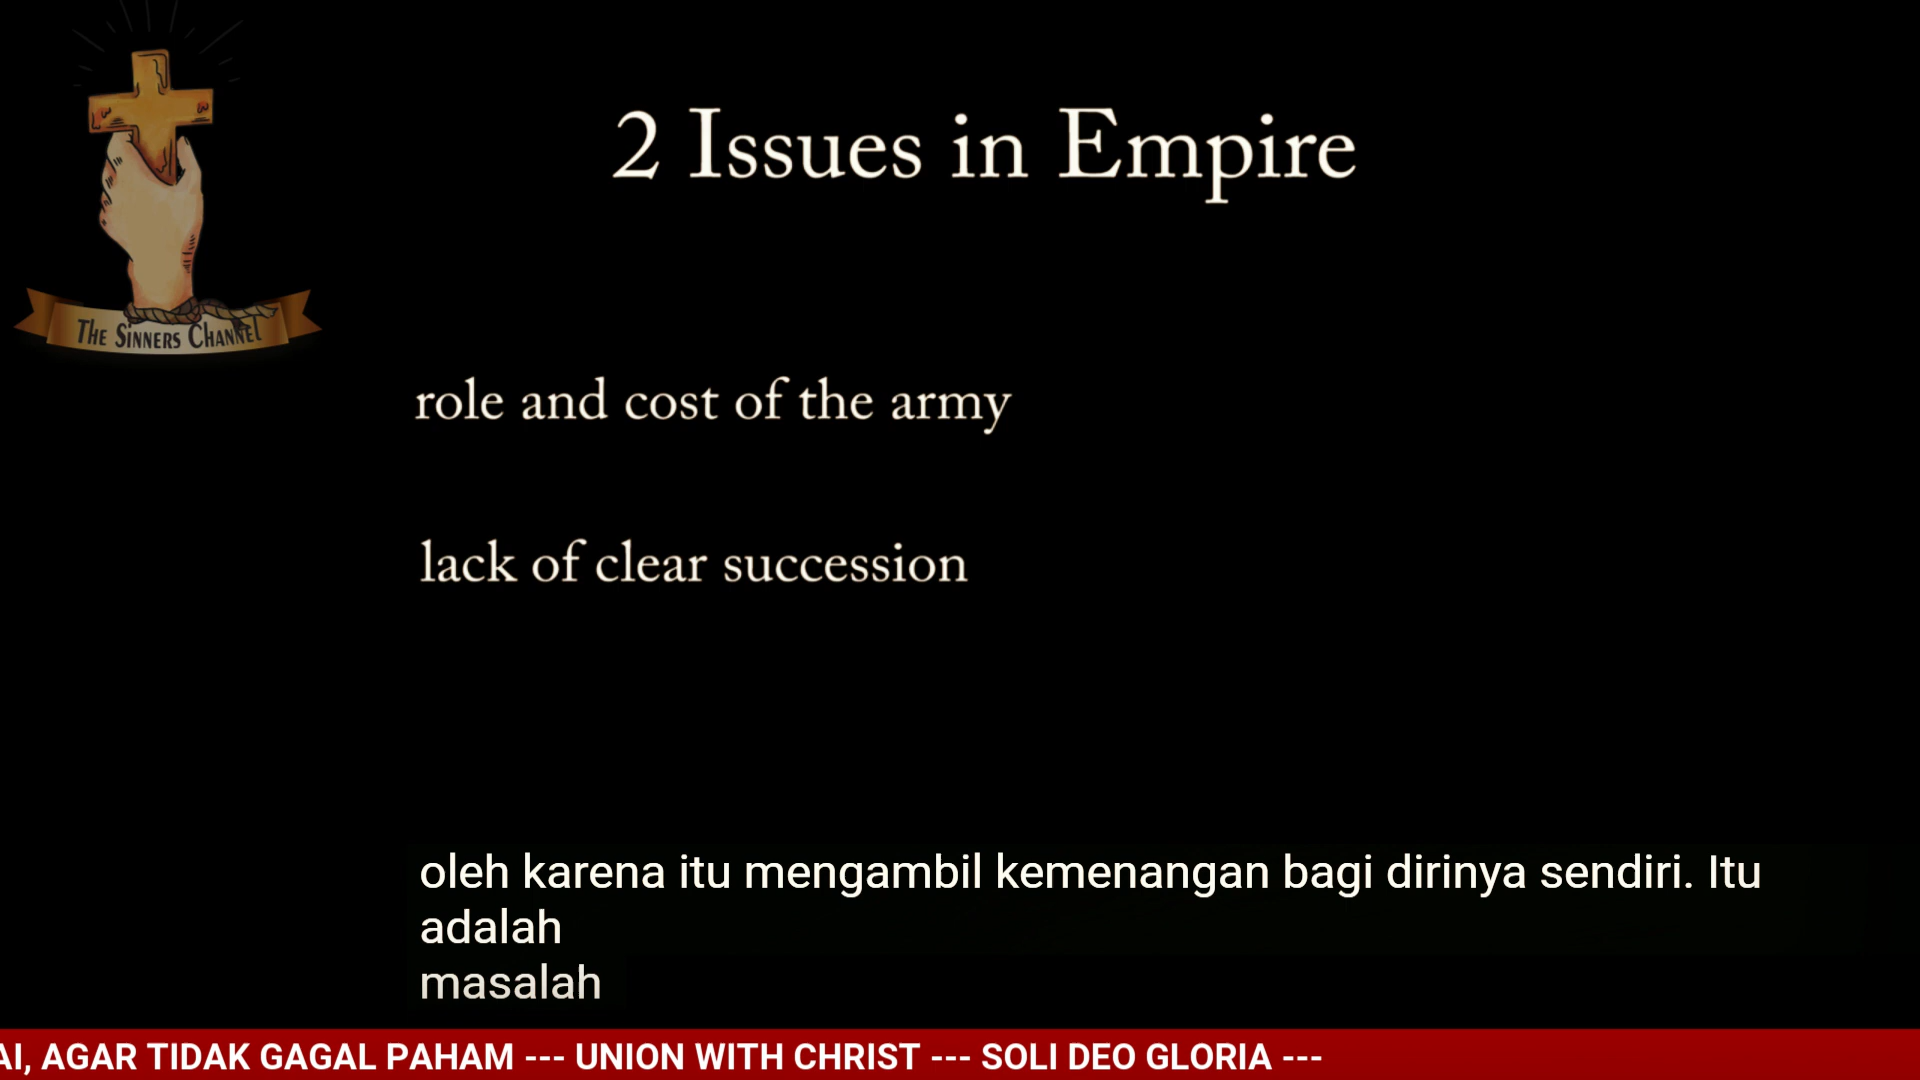 The Sinners Channel
2 Issues in Empire
role and cost of the army
lack of clear succession
oleh karena itu mengambil kemenangan bagi dirinya sendiri. Itu
adalah
masalah
AI, AGAR TIDAK GAGAL PAHAM --- UNION WITH CHRIST --- SOLI DEO GLORIA ---